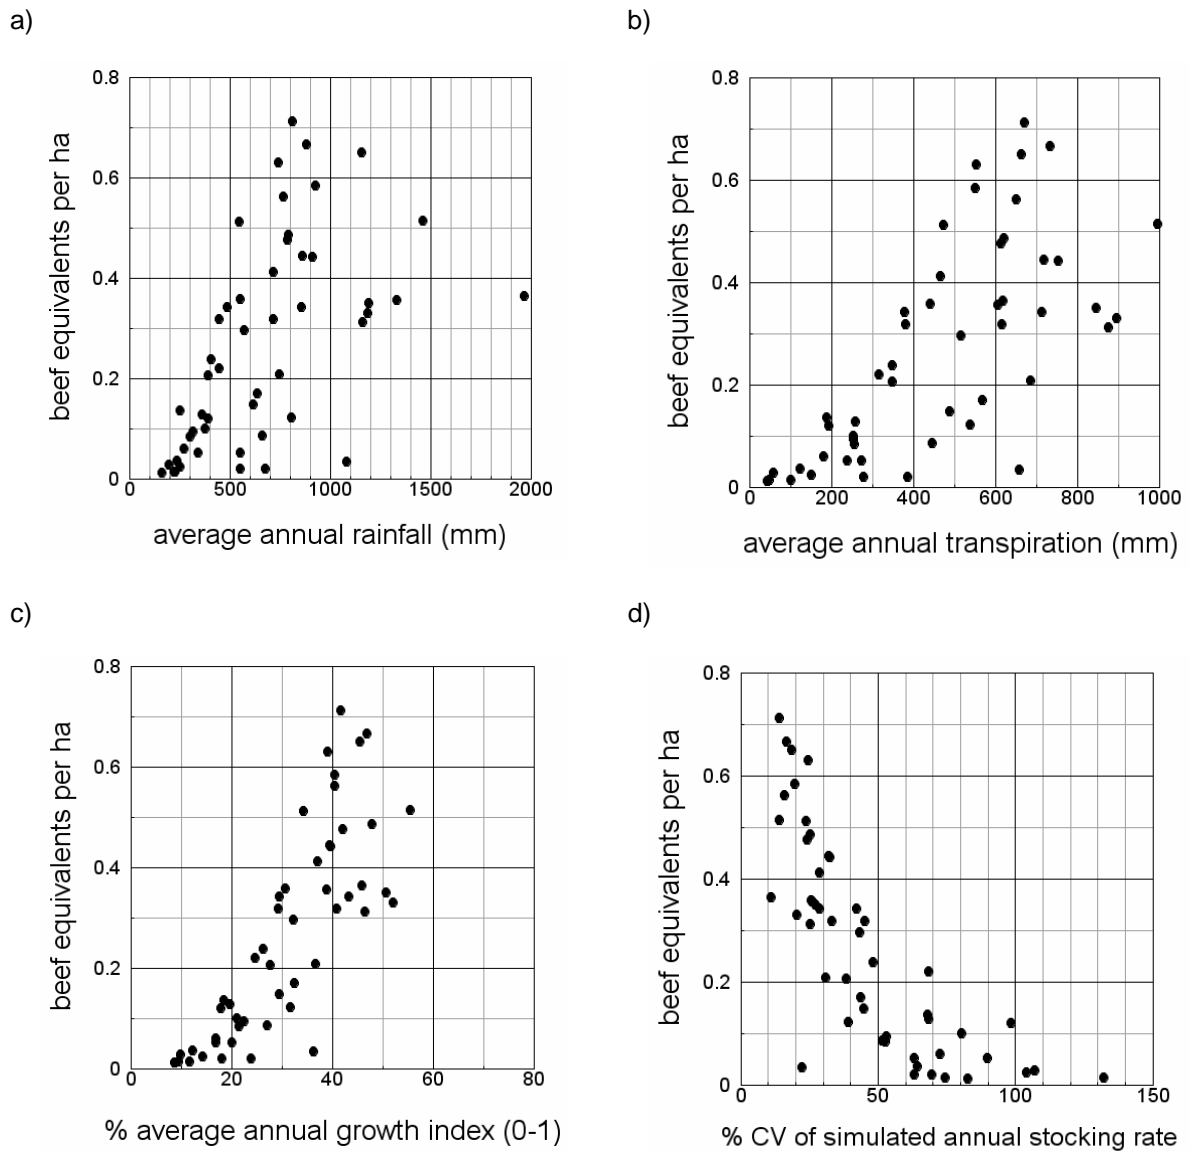 a)
b)
0.8
0.6
0.4
0.2
0
0 500 1000 1500 2000
beef equivalents per ha
average annual rainfall (mm)
0.8
0.6
0.4
0.2
0
0 200 400 600 800 1000
beef equivalents per ha
average annual transpiration (mm)
c)
d)
0.8
0.6
0.4
0.2
0
0 20 40 60 80
beef equivalents per ha
% average annual growth index (0-1)
0.8
0.6
0.4
0.2
0
0 50 100 150
beef equivalents per ha
% CV of simulated annual stocking rate